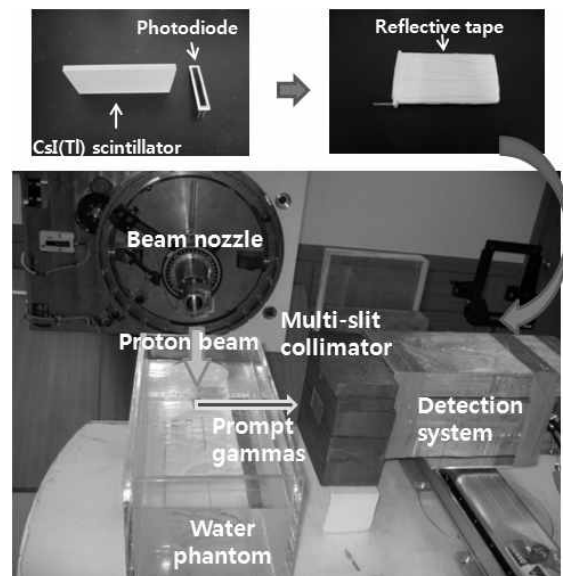 Photodiode
CsI(Tl) scintillator
Reflective tape
Beam nozzle
Proton beam
Multi-slit
collimator
Prompt
gammas
Detection
system
Water
phantom